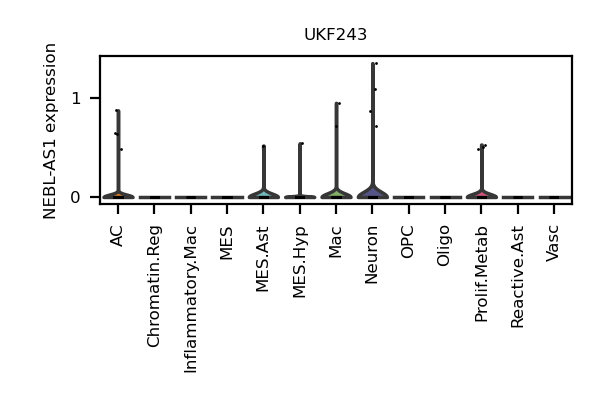 UKF243
NEBL-AS1 expression
1
0
AC
Chromatin.Reg
Inflammatory.Mac
MES
MES.Ast
MES.Hyp
Mac
Neuron
OPC
Oligo
Prolif.Metab
Reactive.Ast
Vasc